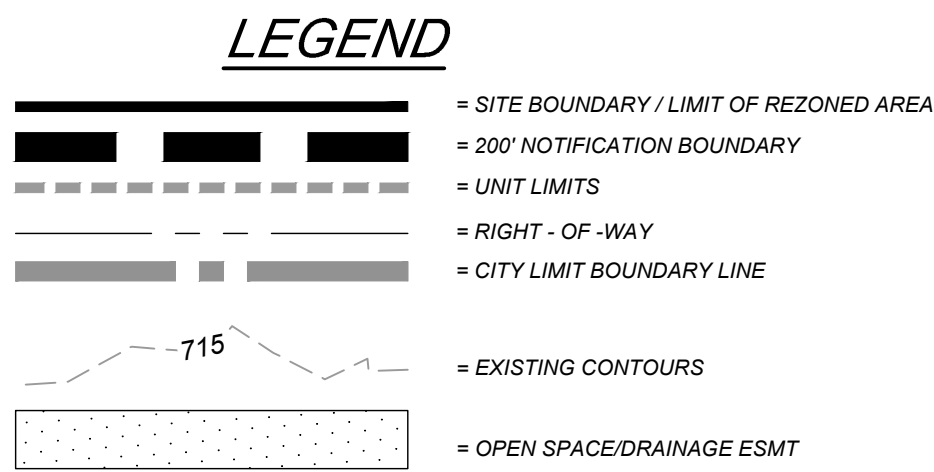 LEGEND
= SITE BOUNDARY / LIMIT OF REZONED AREA
= 200' NOTIFICATION BOUNDARY
= UNIT LIMITS
= RIGHT - OF -WAY
= CITY LIMIT BOUNDARY LINE
715
= EXISTING CONTOURS
= OPEN SPACE/DRAINAGE ESMT